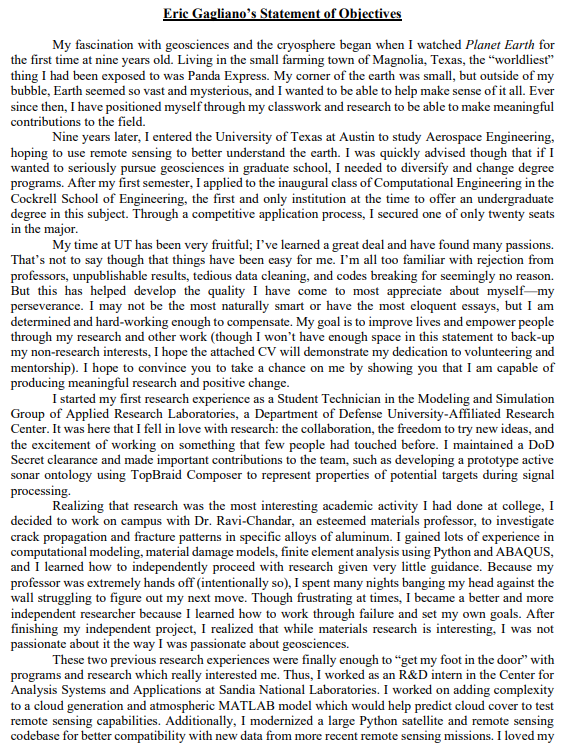 Eric Gagliano's Statement of Objectives
My fascination with geosciences and the cryosphere began when I watched Planet Earth for
the first time at nine years old. Living in the small farming town of Magnolia, Texas, the “worldliest”
thing I had been exposed to was Panda Express. My corner of the earth was small, but outside of my
bubble, Earth seemed so vast and mysterious, and I wanted to be able to help make sense of it all. Ever
since then, I have positioned myself through my classwork and research to be able to make meaningful
contributions to the field.
Nine years later, I entered the University of Texas at Austin to study Aerospace Engineering,
hoping to use remote sensing to better understand the earth. I was quickly advised though that if I
wanted to seriously pursue geosciences in graduate school, I needed to diversify and change degree
programs. After my first semester, I applied to the inaugural class of Computational Engineering in the
Cockrell School of Engineering, the first and only institution at the time to offer an undergraduate
degree in this subject. Through a competitive application process, I secured one of only twenty seats
in the major.
My time at UT has been very fruitful; I’ve learned a great deal and have found many passions.
That’s not to say though that things have been easy for me. I’m all too familiar with rejection from
professors, unpublishable results, tedious data cleaning, and codes breaking for seemingly no reason.
But this has helped develop the quality I have come to most appreciate about myself—my
perseverance. I may not be the most naturally smart or have the most eloquent essays, but I am
determined and hard-working enough to compensate. My goal is to improve lives and empower people
through my research and other work (though I won’t have enough space in this statement to back-up
my non-research interests, I hope the attached CV will demonstrate my dedication to volunteering and
mentorship). I hope to convince you to take a chance on me by showing you that I am capable of
producing meaningful research and positive change.
I started my first research experience as a Student Technician in the Modeling and Simulation
Group of Applied Research Laboratories, a Department of Defense University-Affiliated Research
Center. It was here that I fell in love with research: the collaboration, the freedom to try new ideas, and
the excitement of working on something that few people had touched before. I maintained a DoD
Secret clearance and made important contributions to the team, such as developing a prototype active
sonar ontology using TopBraid Composer to represent properties of potential targets during signal
processing.
Realizing that research was the most interesting academic activity I had done at college, I
decided to work on campus with Dr. Ravi-Chandar, an esteemed materials professor, to investigate
crack propagation and fracture patterns in specific alloys of aluminum. I gained lots of experience in
computational modeling, material damage models, finite element analysis using Python and ABAQUS,
and I learned how to independently proceed with research given very little guidance. Because my
professor was extremely hands off (intentionally so), I spent many nights banging my head against the
wall struggling to figure out my next move. Though frustrating at times, I became a better and more
independent researcher because I learned how to work through failure and set my own goals. After
finishing my independent project, I realized that while materials research is interesting, I was not
passionate about it the way I was passionate about geosciences.
These two previous research experiences were finally enough to “get my foot in the door” with
programs and research which really interested me. Thus, I worked as an R&D intern in the Center for
Analysis Systems and Applications at Sandia National Laboratories. I worked on adding complexity
to a cloud generation and atmospheric MATLAB model which would help predict cloud cover to test
remote sensing capabilities. Additionally, I modernized a large Python satellite and remote sensing
codebase for better compatibility with new data from more recent remote sensing missions. I loved my